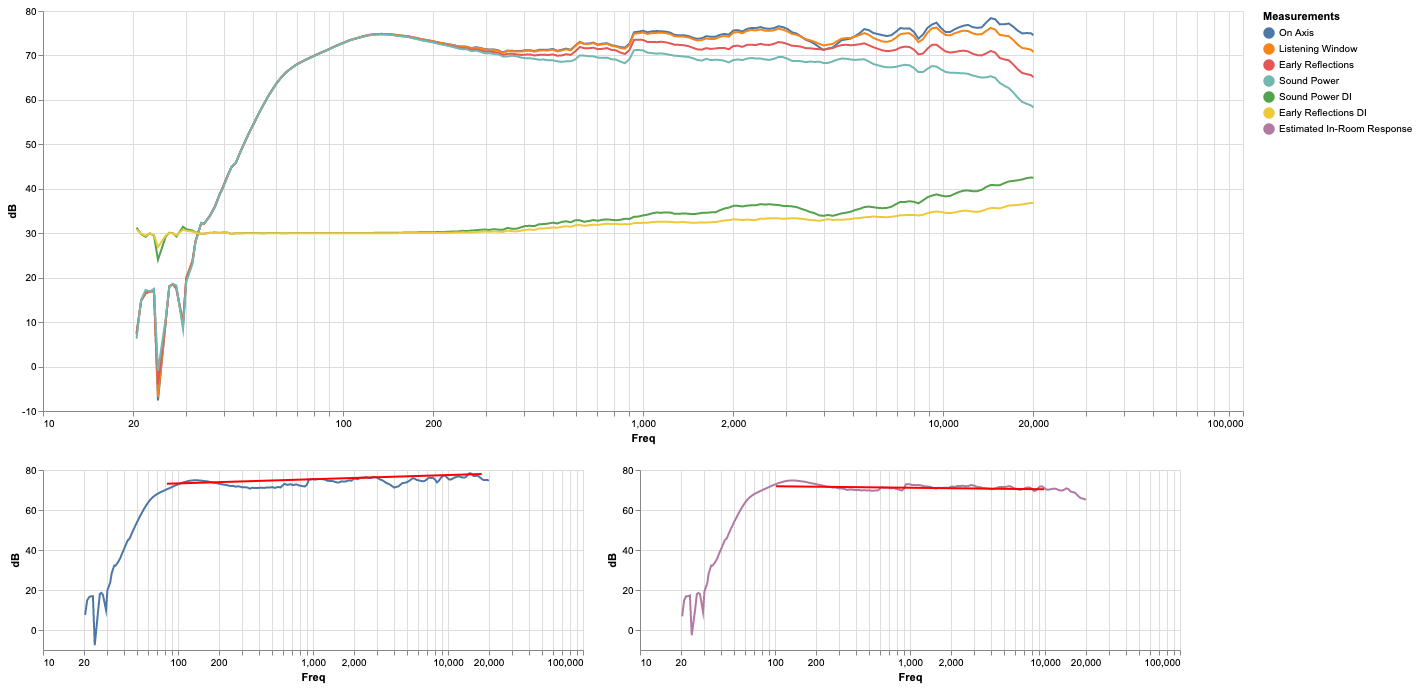 Measurements
On Axis
Listening Window
Early Reflections
Sound Power
Sound Power DI
Early Reflections DI
Estimated In-Room Response
80
70
60
50
40
30
20
10
0
-10
dB
10 20 100 200 1,000 2,000 10,000 20,000 100,000
Freq
80
60
40
20
0
dB
10 20 100 200 1,000 2,000 10,000 20,000 100,000
Freq
80
60
40
20
0
dB
10 20 100 200 1,000 2,000 10,000 20,000 100,000
Freq